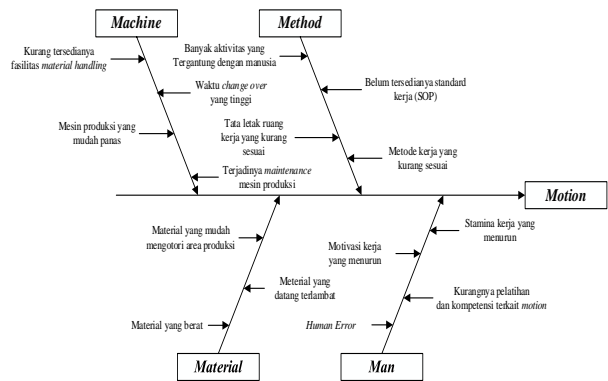 Machine
Method
Kurang tersedianya
fasilitas material handling
Banyak aktivitas yang
Tergantung dengan manusia
Waktu change over
yang tinggi
Belum tersedianya standard
kerja (SOP)
Mesin produksi yang
mudah panas
Tata letak ruang
kerja yang kurang
sesuai
Metode kerja yang
kurang sesuai
Terjadinya maintenance
mesin produksi
Motion
Material yang mudah
mengotori area produksi
Stamina kerja yang
menurun
Motivasi kerja
yang menurun
Meterial yang
datang terlambat
Kurangnya pelatihan
dan kompetensi terkait motion
Material yang berat
Human Error
Material
Man